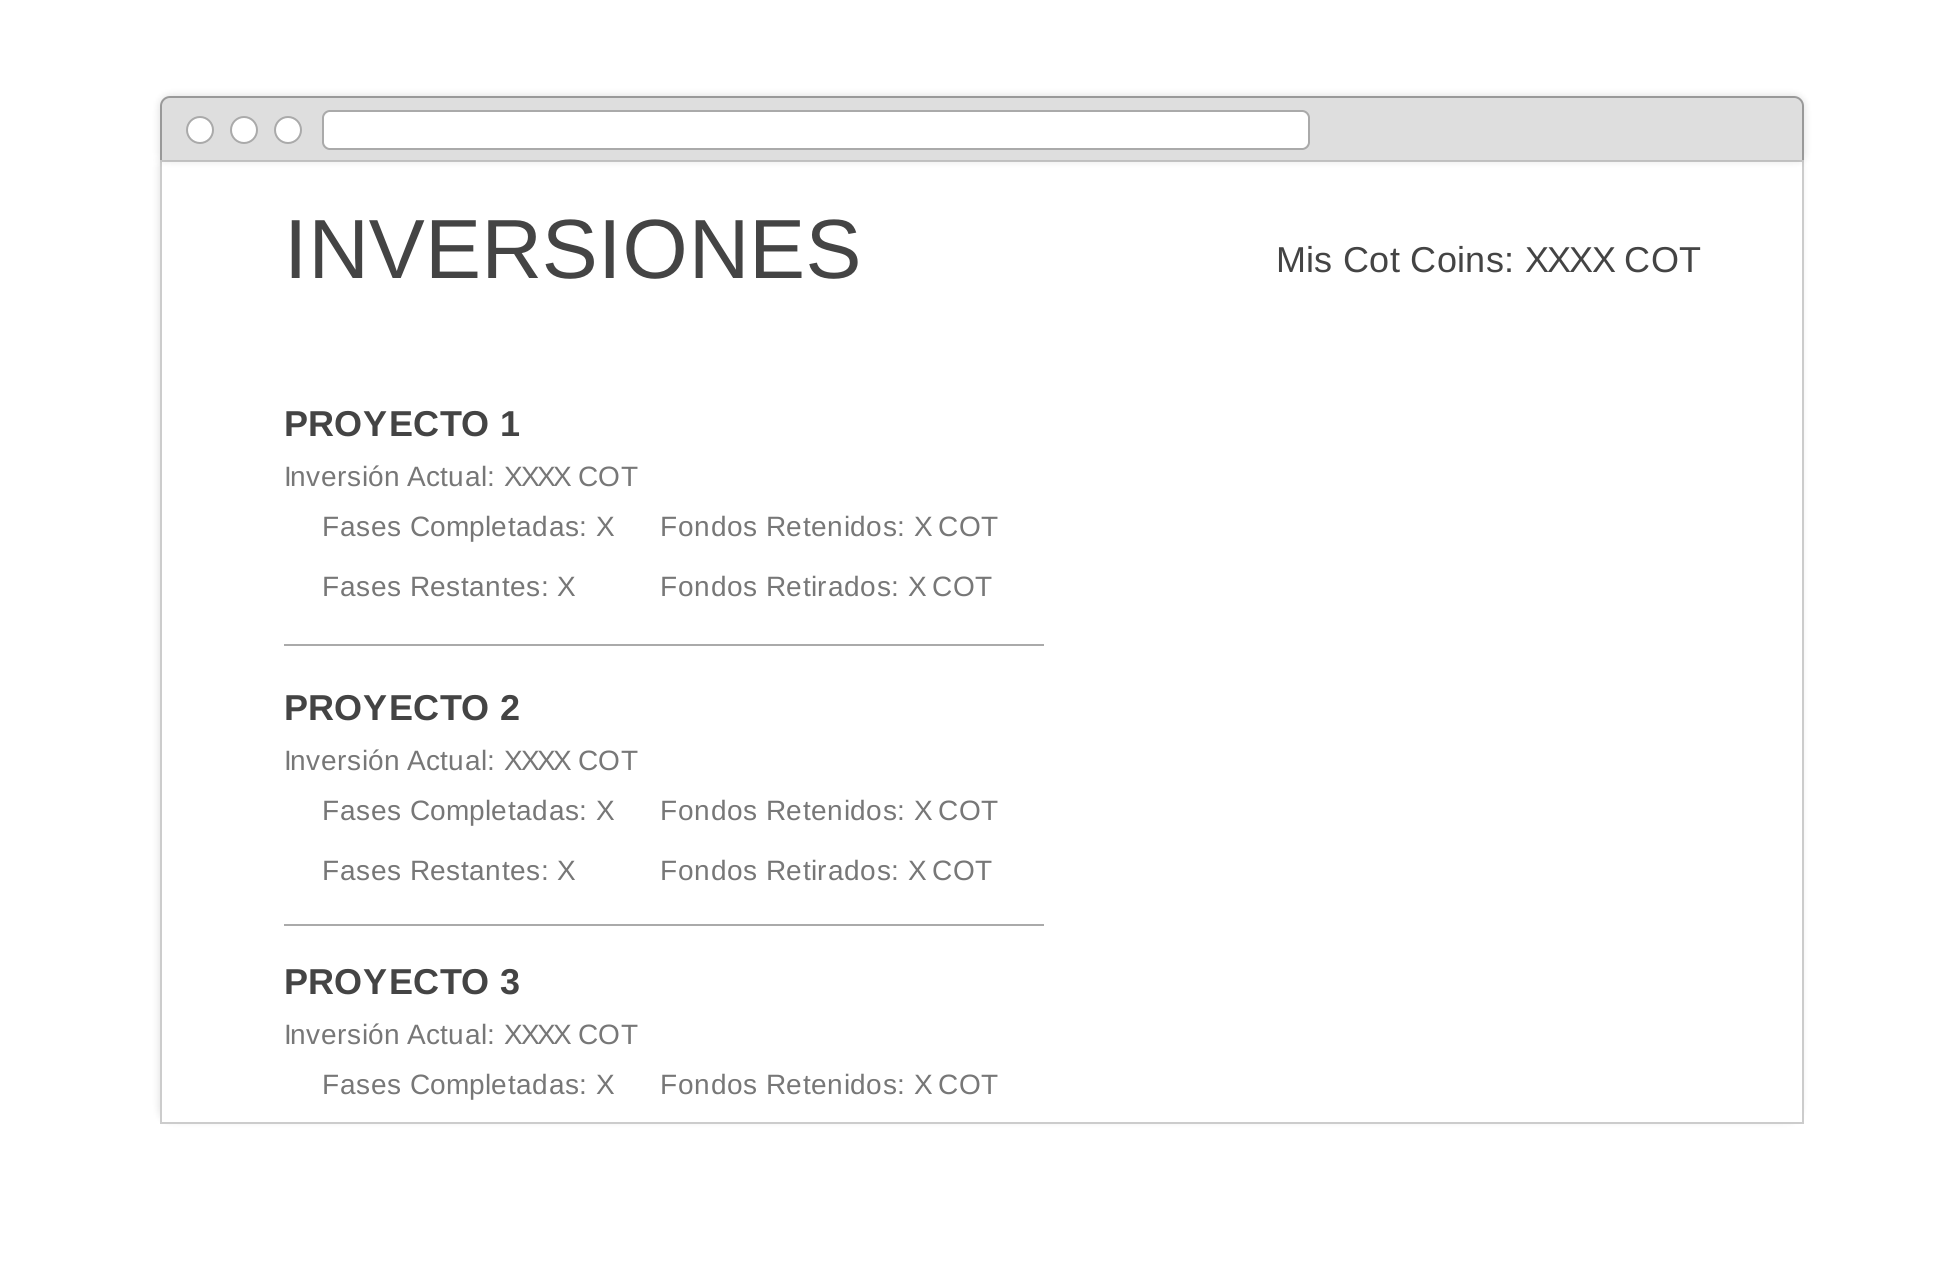 INVERSIONES
Mis Cot Coins: XXXX COT
PROYECTO 1
Inversión Actual: XXXX COT
Fases Completadas: X Fondos Retenidos: X COT
Fases Restantes: X Fondos Retirados: X COT
PROYECTO 2
Inversión Actual: XXXX COT
Fases Completadas: X Fondos Retenidos: X COT
Fases Restantes: X Fondos Retirados: X COT
PROYECTO 3
Inversión Actual: XXXX COT
Fases Completadas: X Fondos Retenidos: X COT